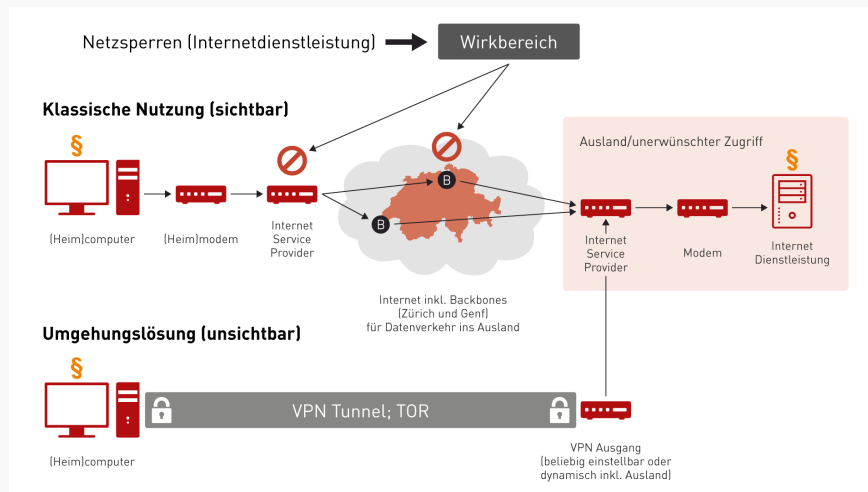 Netzsperren (Internetdienstleistung)
Wirkbereich
Klassische Nutzung (sichtbar)
§
(Heim)computer
(Heim)modem
Internet
Service
Provider
B
B
Internet inkl. Backbones
(Zürich und Genf)
für Datenverkehr ins Ausland
Ausland/unerwünschter Zugriff
§
Internet
Service
Provider
Modem
Internet
Dienstleistung
Umgehungslösung (unsichtbar)
§
(Heim)computer
VPN Tunnel; TOR
VPN Ausgang
(beliebig einstellbar oder
dynamisch inkl. Ausland)